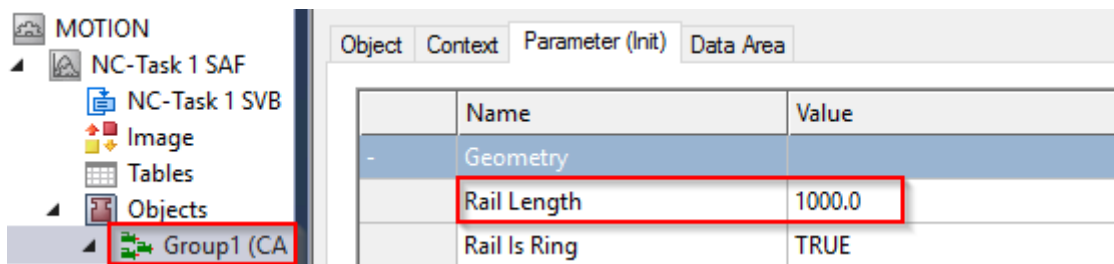 MOTION
NC-Task 1 SAF
NC-Task 1 SVB
Image
Tables
Objects
Group1 (CA
Object Context Parameter (Init) Data Area
Name Value
- Geometry
Rail Length 1000.0
Rail Is Ring TRUE